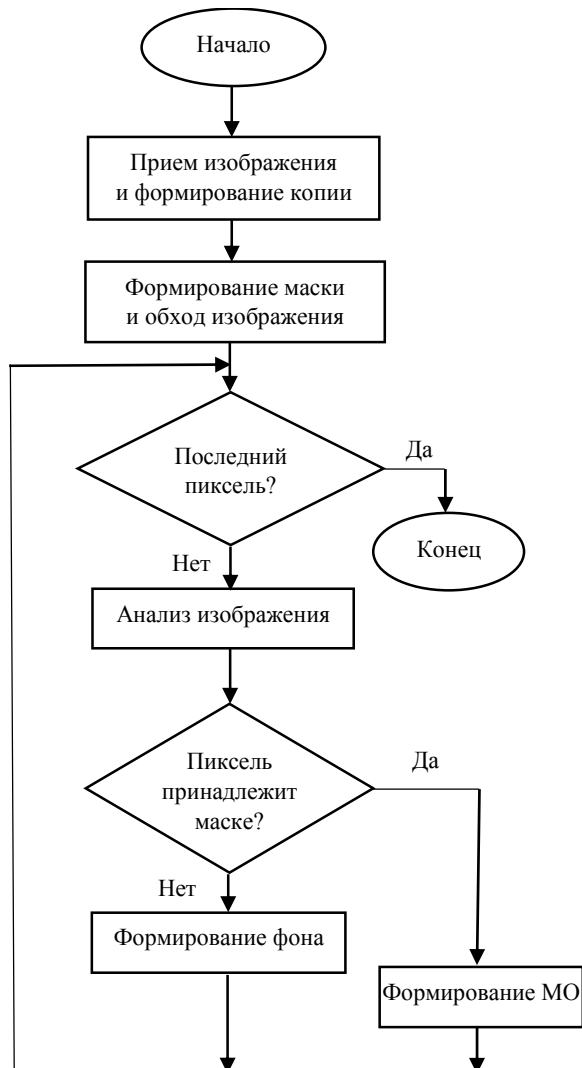 Начало
Прием изображения
и формирование копии
Формирование маски
и обход изображения
Последний
пиксель?
Да
Конец
Нет
Анализ изображения
Пиксель
принадлежит
маске?
Да
Нет
Формирование фона
Формирование МО